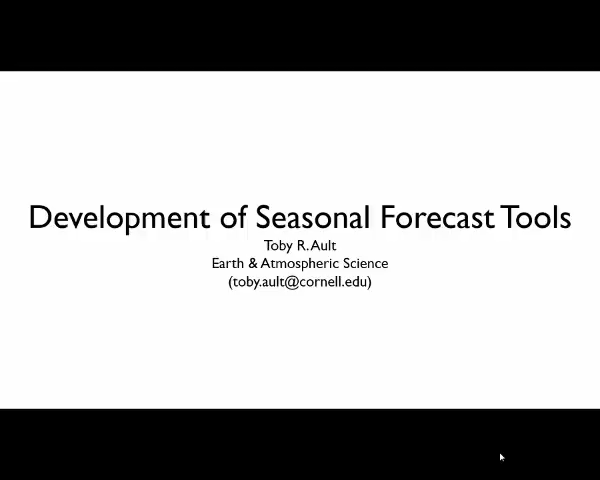 Development of Seasonal Forecast Tools
Toby R. Ault
Earth & Atmospheric Science
(toby.ault@cornell.edu)